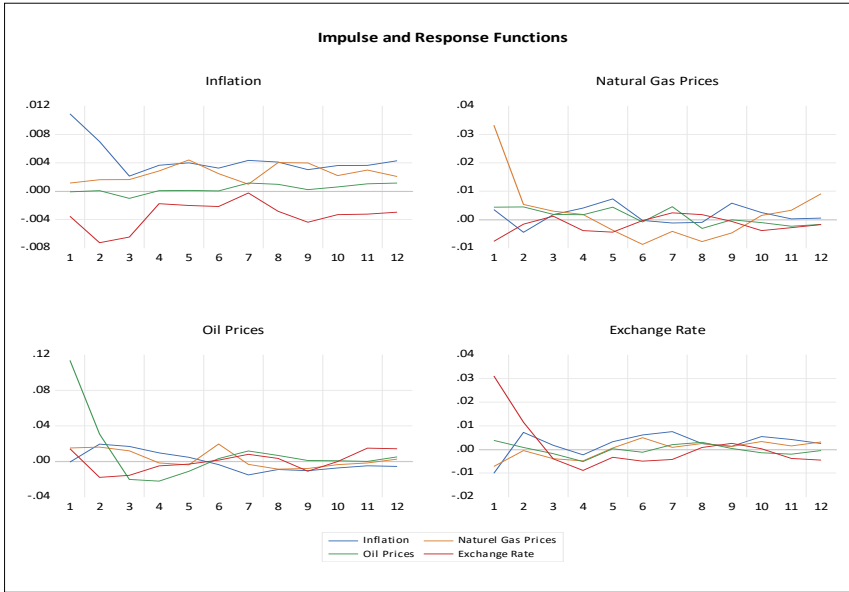 Impulse and Response Functions
Inflation
.012
.008
.004
.000
-.004
-.008
1 2 3 4 5 6 7 8 9 10 11 12
Natural Gas Prices
.04
.03
.02
.01
.00
-.01
1 2 3 4 5 6 7 8 9 10 11 12
Oil Prices
.12
.08
.04
.00
-.04
1 2 3 4 5 6 7 8 9 10 11 12
Exchange Rate
.04
.03
.02
.01
.00
-.01
-.02
1 2 3 4 5 6 7 8 9 10 11 12
Inflation Naturel Gas Prices
Oil Prices Exchange Rate